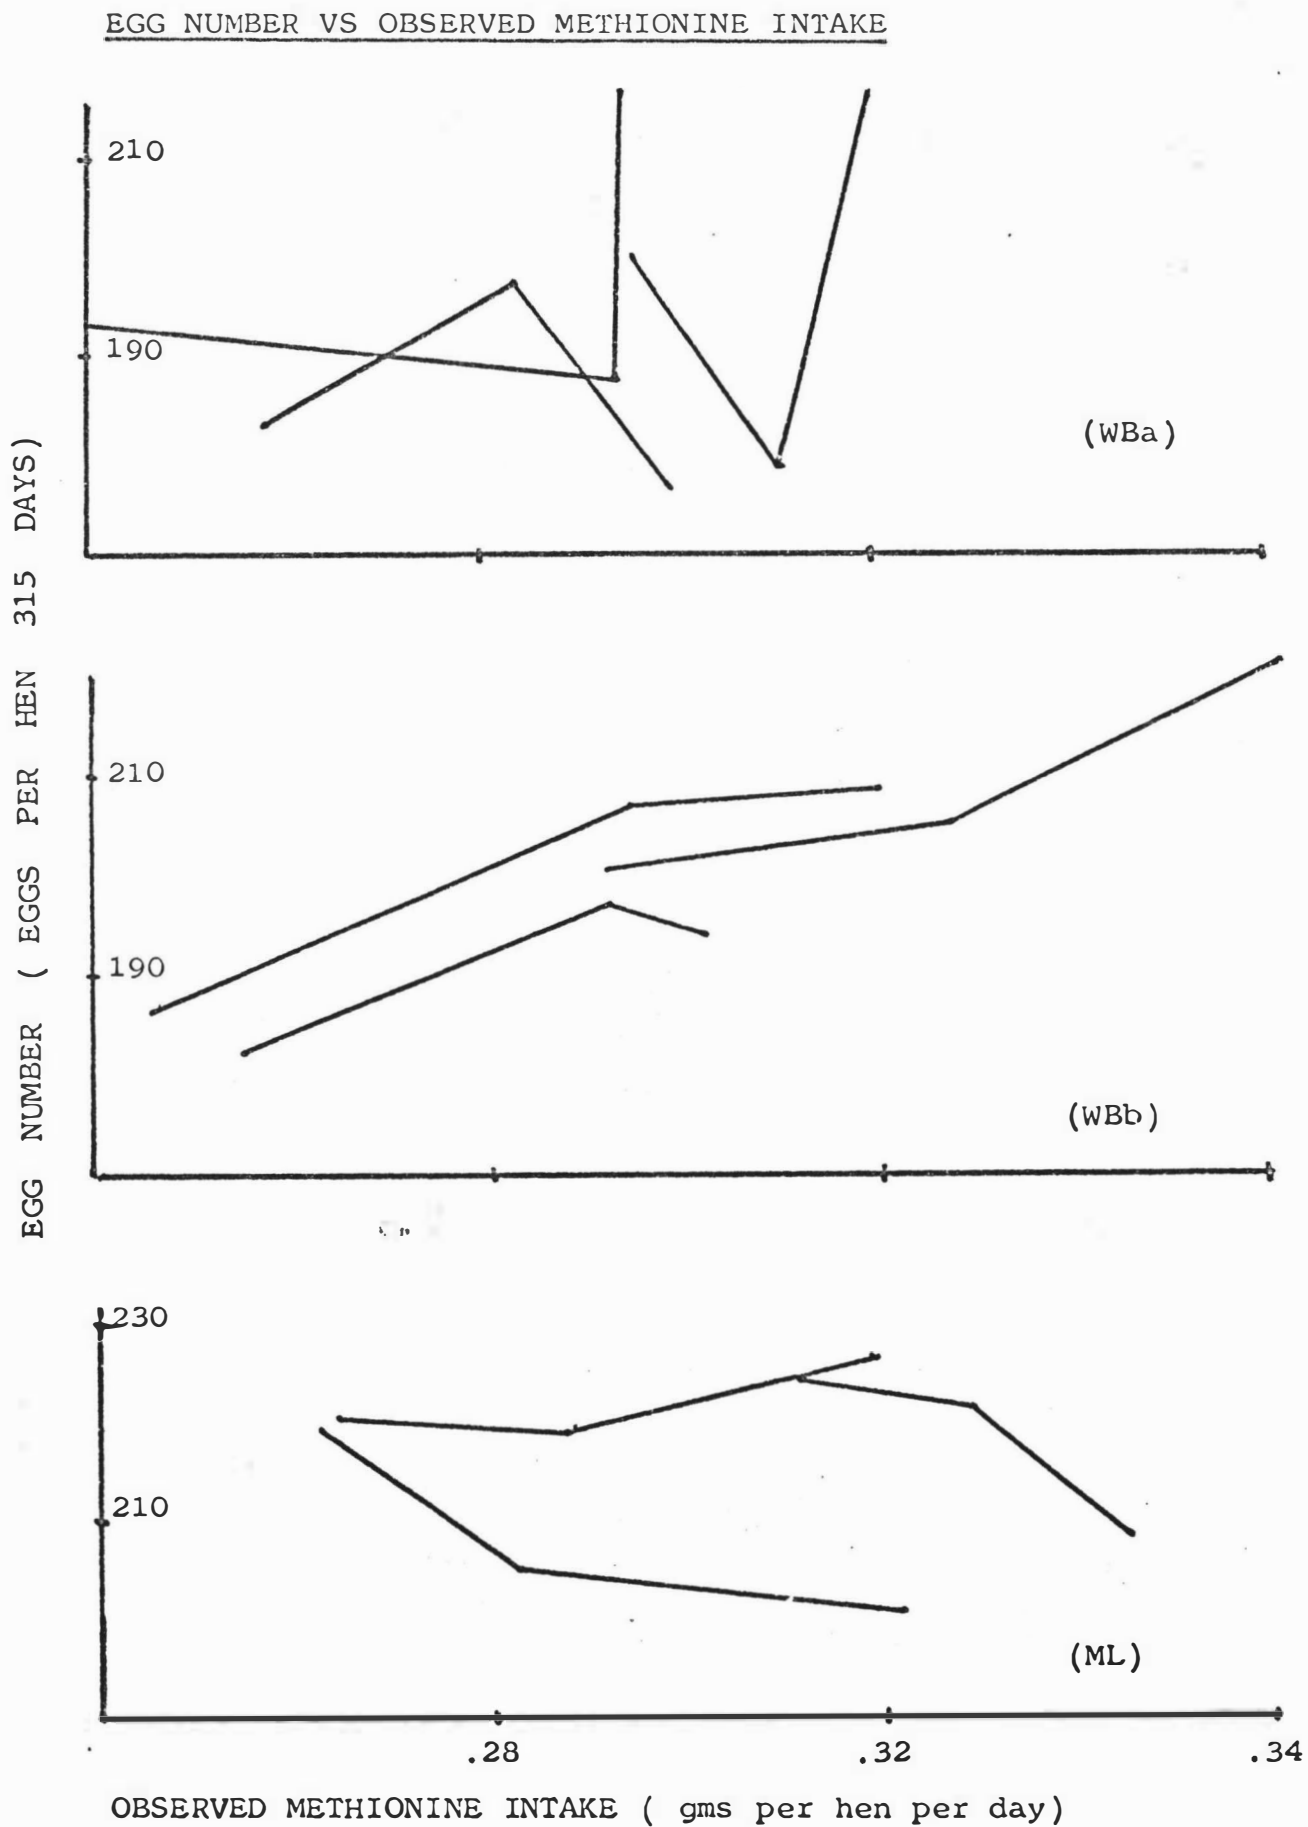 EGG NUMBER VS OBSERVED METHIONINE INTAKE
210
190
(WBa)
EGG NUMBER ( EGGS PER HEN 315 DAYS)
210
190
(WBb)
230
210
(ML)
.28 .32 .34
OBSERVED METHIONINE INTAKE ( gms per hen per day)